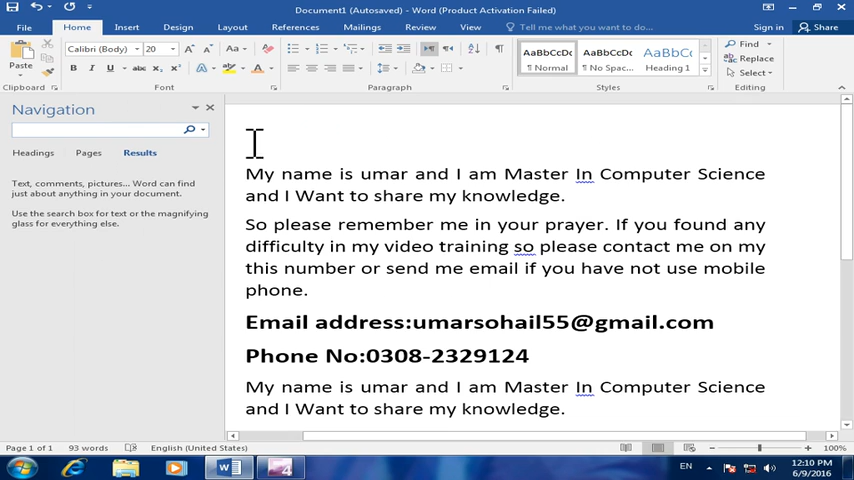 Document1 (Autosaved) - Word (Product Activation Failed)
File Home Insert Design Layout References Mailings Review View Tell me what you want to do... Sign in Share
Paste
Calibri (Body) 20
AaBbCcDc AaBbCcDc AaBbCcD
¶ Normal ¶ No Spac... Heading 1
Find
Replace
Select
Clipboard Font Paragraph Styles Editing
Navigation
Headings Pages Results
Text, comments, pictures... Word can find
just about anything in your document.
Use the search box for text or the magnifying
glass for everything else.
My name is umar and I am Master In Computer Science
and I Want to share my knowledge.
So please remember me in your prayer. If you found any
difficulty in my video training so please contact me on my
this number or send me email if you have not use mobile
phone.
Email address:umarsohail55@gmail.com
Phone No:0308-2329124
My name is umar and I am Master In Computer Science
and I Want to share my knowledge.
Page 1 of 1 93 words English (United States) 100%
EN 12:10 PM
6/9/2016